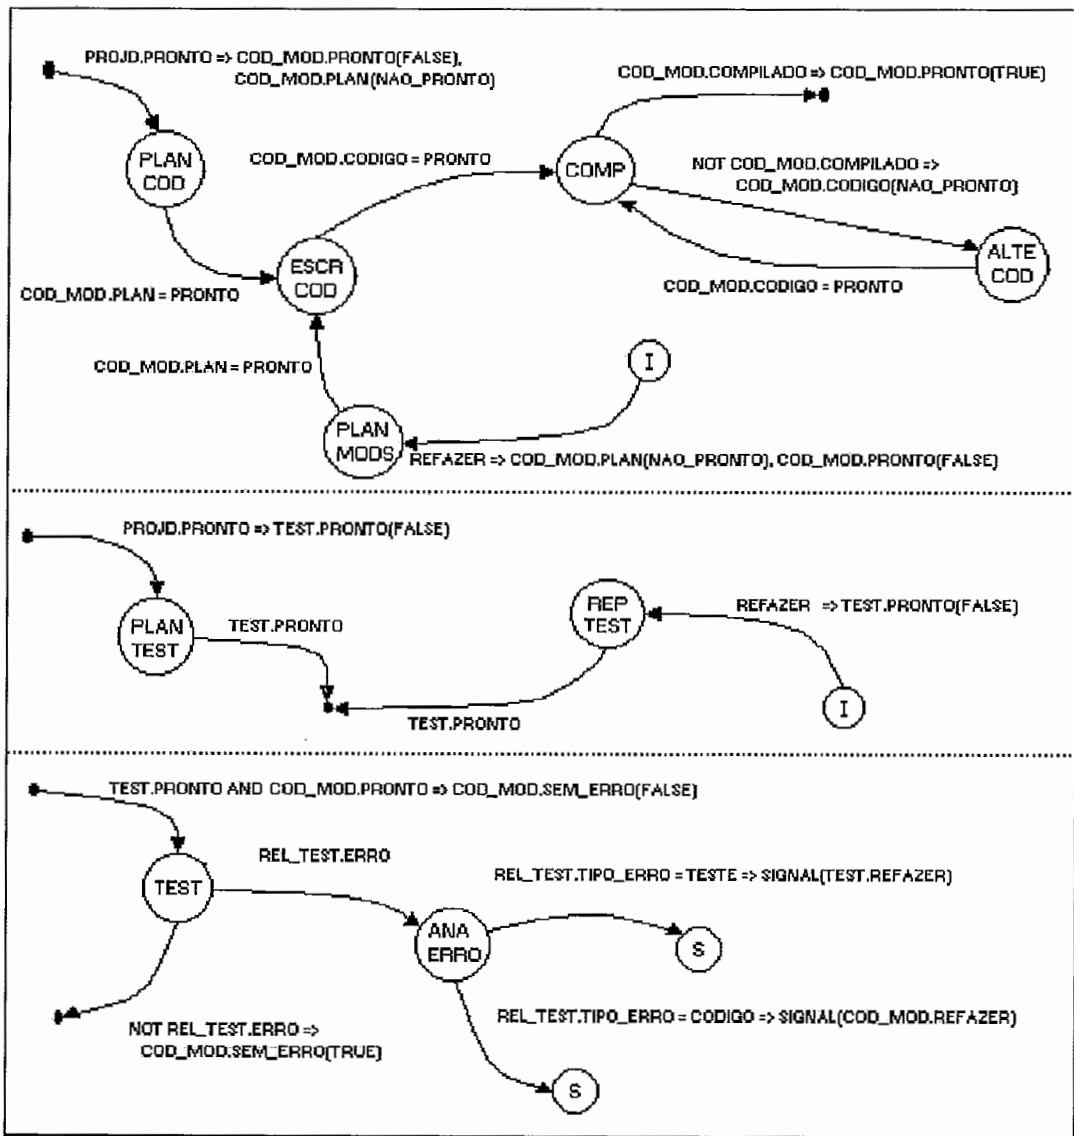 PROJD.PRONTO => COD_MOD.PRONTO(FALSE),
COD_MOD.PLAN(NAO_PRONTO)
COD_MOD.COMPILADO => COD_MOD.PRONTO(TRUE)
PLAN
COD
COD_MOD.CODIGO = PRONTO
COMP
NOT COD_MOD.COMPILADO =>
COD_MOD.CODIGO(NAO_PRONTO)
ESCR
COD
ALTE
COD
COD_MOD.PLAN = PRONTO
COD_MOD.CODIGO = PRONTO
COD_MOD.PLAN = PRONTO
I
PLAN
MODS
REFAZER => COD_MOD.PLAN(NAO_PRONTO), COD_MOD.PRONTO(FALSE)
PROJD.PRONTO => TEST.PRONTO(FALSE)
PLAN
TEST
TEST.PRONTO
REP
TEST
REFAZER => TEST.PRONTO(FALSE)
TEST.PRONTO
I
TEST.PRONTO AND COD_MOD.PRONTO => COD_MOD.SEM_ERRO(FALSE)
TEST
REL_TEST.ERRO
REL_TEST.TIPO_ERRO = TESTE => SIGNAL(TEST.REFAZER)
ANA
ERRO
S
NOT REL_TEST.ERRO =>
COD_MOD.SEM_ERRO(TRUE)
REL_TEST.TIPO_ERRO = CODIGO => SIGNAL(COD_MOD.REFAZER)
S